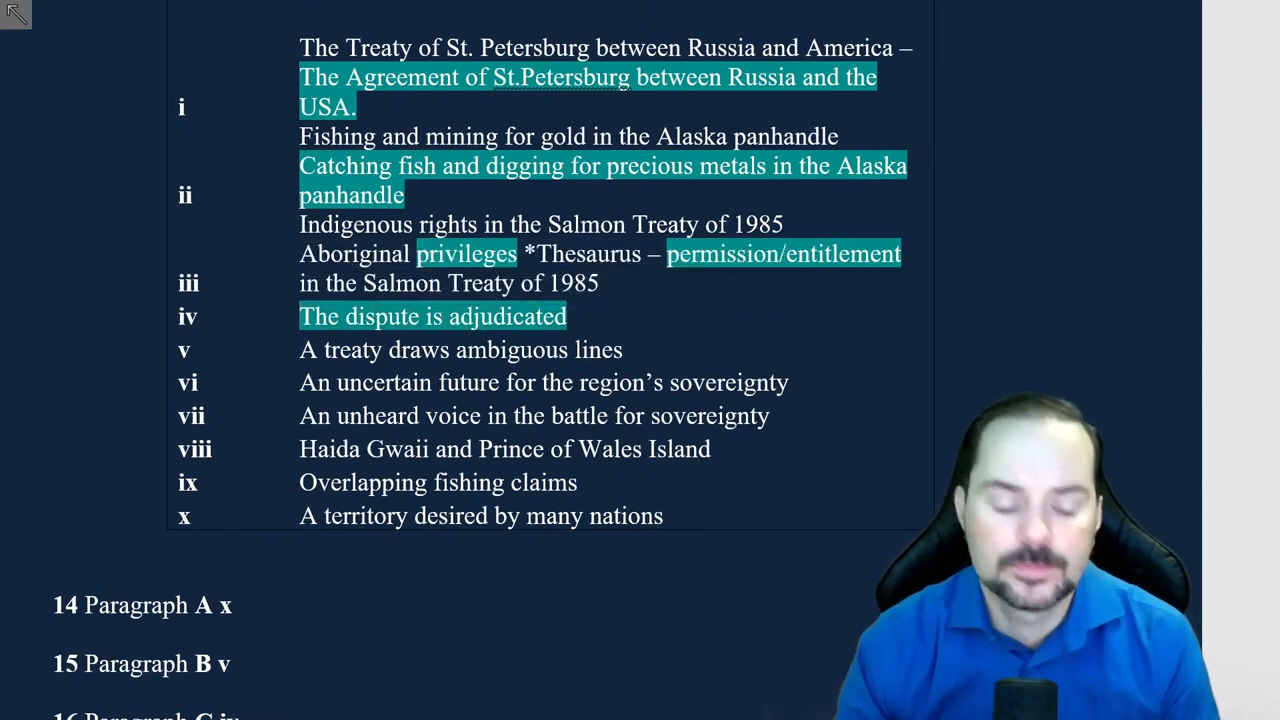 The Treaty of St. Petersburg between Russia and America –
The Agreement of St.Petersburg between Russia and the
i USA.
Fishing and mining for gold in the Alaska panhandle
Catching fish and digging for precious metals in the Alaska
ii panhandle
Indigenous rights in the Salmon Treaty of 1985
Aboriginal privileges *Thesaurus – permission/entitlement
iii in the Salmon Treaty of 1985
iv The dispute is adjudicated
v A treaty draws ambiguous lines
vi An uncertain future for the region’s sovereignty
vii An unheard voice in the battle for sovereignty
viii Haida Gwaii and Prince of Wales Island
ix Overlapping fishing claims
x A territory desired by many nations
14 Paragraph A x
15 Paragraph B v
16 Paragraph C iv